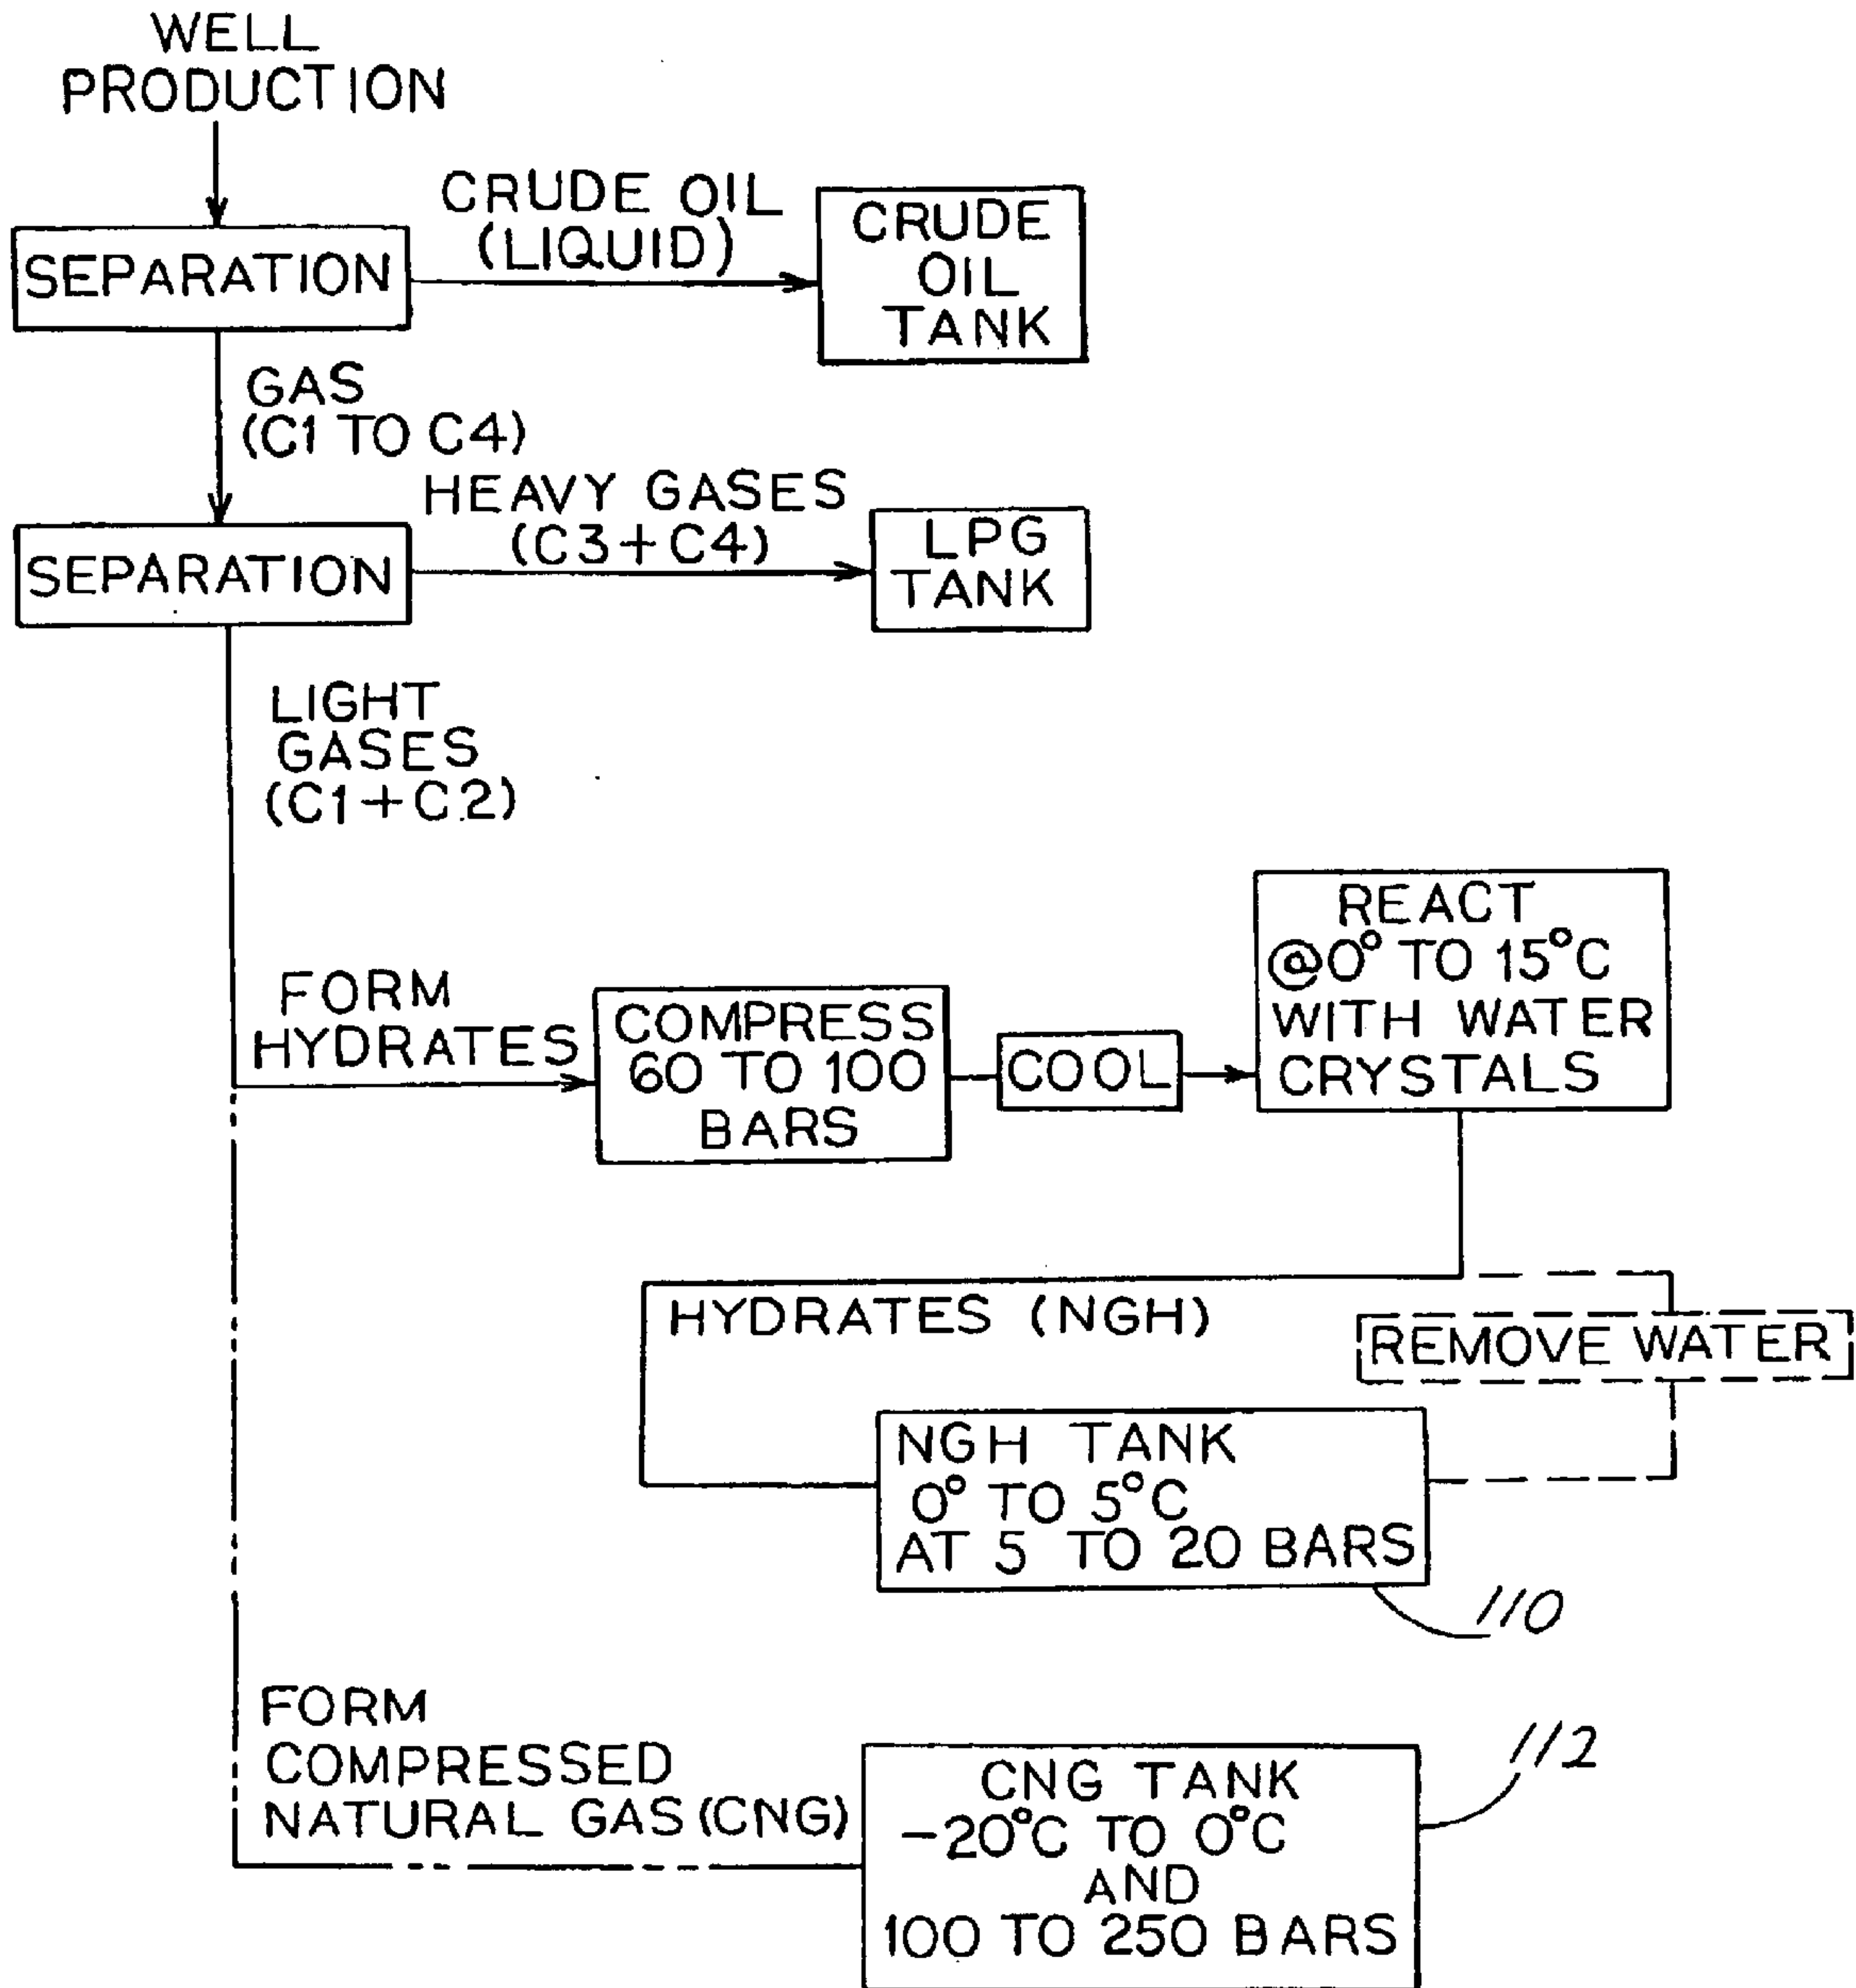 WELL
PRODUCTION
SEPARATION
CRUDE OIL
(LIQUID)
CRUDE
OIL
TANK
GAS
(C1 TO C4)
SEPARATION
HEAVY GASES
(C3+C4)
LPG
TANK
LIGHT
GASES
(C1+C2)
FORM
HYDRATES
COMPRESS
60 TO 100
BARS
COOL
REACT
@0° TO 15°C
WITH WATER
CRYSTALS
HYDRATES (NGH)
REMOVE WATER
NGH TANK
0° TO 5°C
AT 5 TO 20 BARS
110
FORM
COMPRESSED
NATURAL GAS (CNG)
CNG TANK
-20°C TO 0°C
AND
100 TO 250 BARS
112